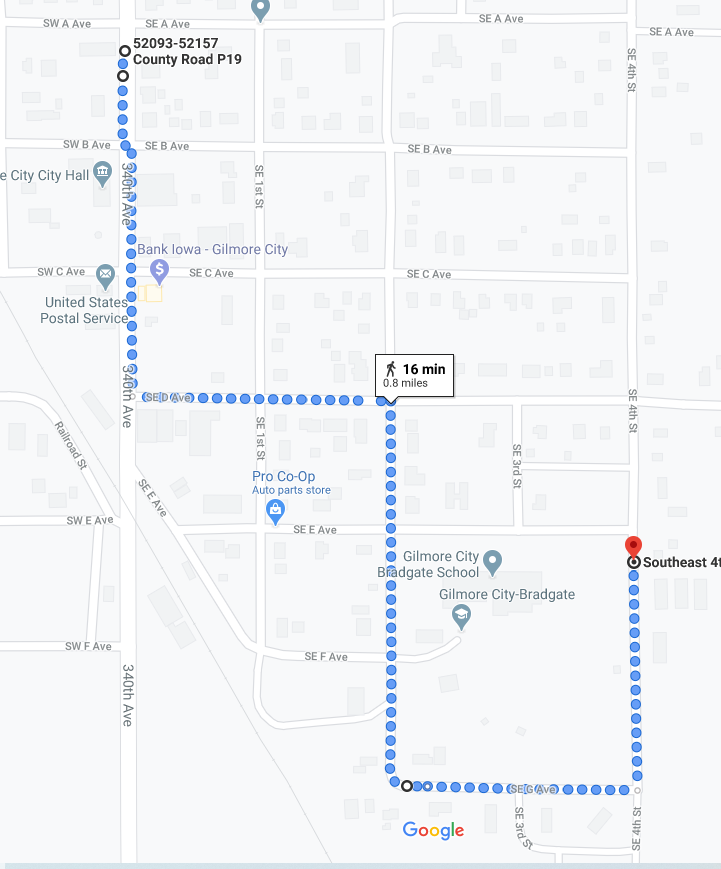 SW A Ave
SE A Ave
SE A Ave
SE A Ave
52093-52157
County Road P19
SE 4th St
SW B Ave
SE B Ave
SE B Ave
e City City Hall
340th Ave
SE 1st St
Bank Iowa - Gilmore City
SW C Ave
SE C Ave
SE C Ave
United States
Postal Service
16 min
0.8 miles
340th Ave
SE D Ave
SE 4th St
Railroad St
SE 1st St
SE 3rd St
Pro Co-Op
Auto parts store
SE E Ave
SW E Ave
SE E Ave
Gilmore City
Bradgate School
Southeast 4t
Gilmore City-Bradgate
SW F Ave
SE F Ave
340th Ave
SE G Ave
SE 3rd St
SE 4th St
Google